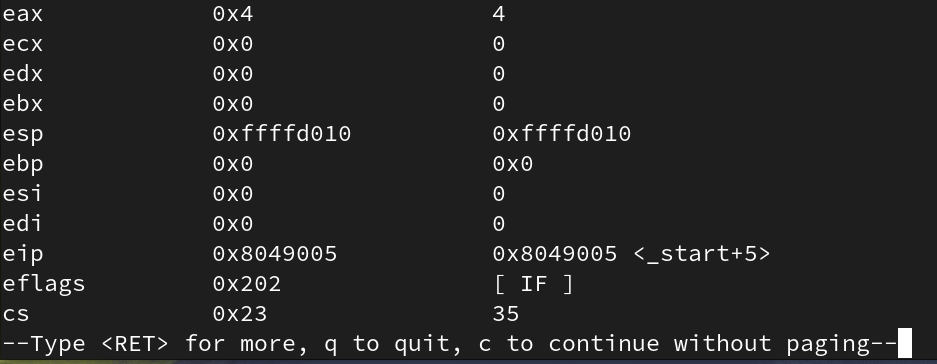 eax            0x4                 4
ecx            0x0                 0
edx            0x0                 0
ebx            0x0                 0
esp            0xffffd010          0xffffd010
ebp            0x0                 0x0
esi            0x0                 0
edi            0x0                 0
eip            0x8049005           0x8049005 <_start+5>
eflags         0x202               [ IF ]
cs             0x23                35
--Type <RET> for more, q to quit, c to continue without paging--